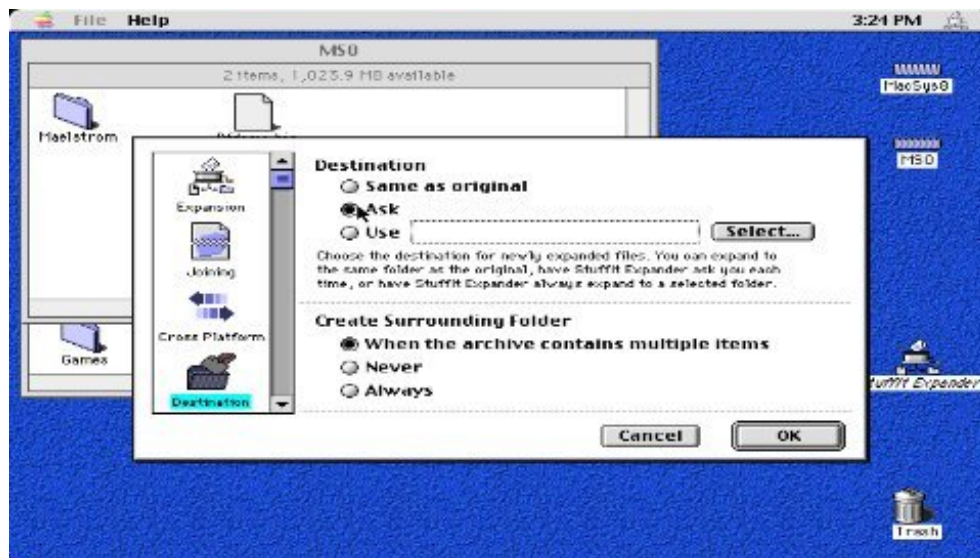 File Help 3:21 PM
MS0
2 items, 1,023.9 MB available
Maelstrom
MacSys8
MS0
Games
Stuffit Expander
Trash
Expansion
Joining
Cross Platform
Destination
Destination
Same as original
Ask
Use
Select...
Choose the destination for newly expanded files. You can expand to
the same folder as the original, have StuffIt Expander ask you each
time, or have StuffIt Expander always expand to a selected folder.
Create Surrounding Folder
When the archive contains multiple items
Never
Always
Cancel OK